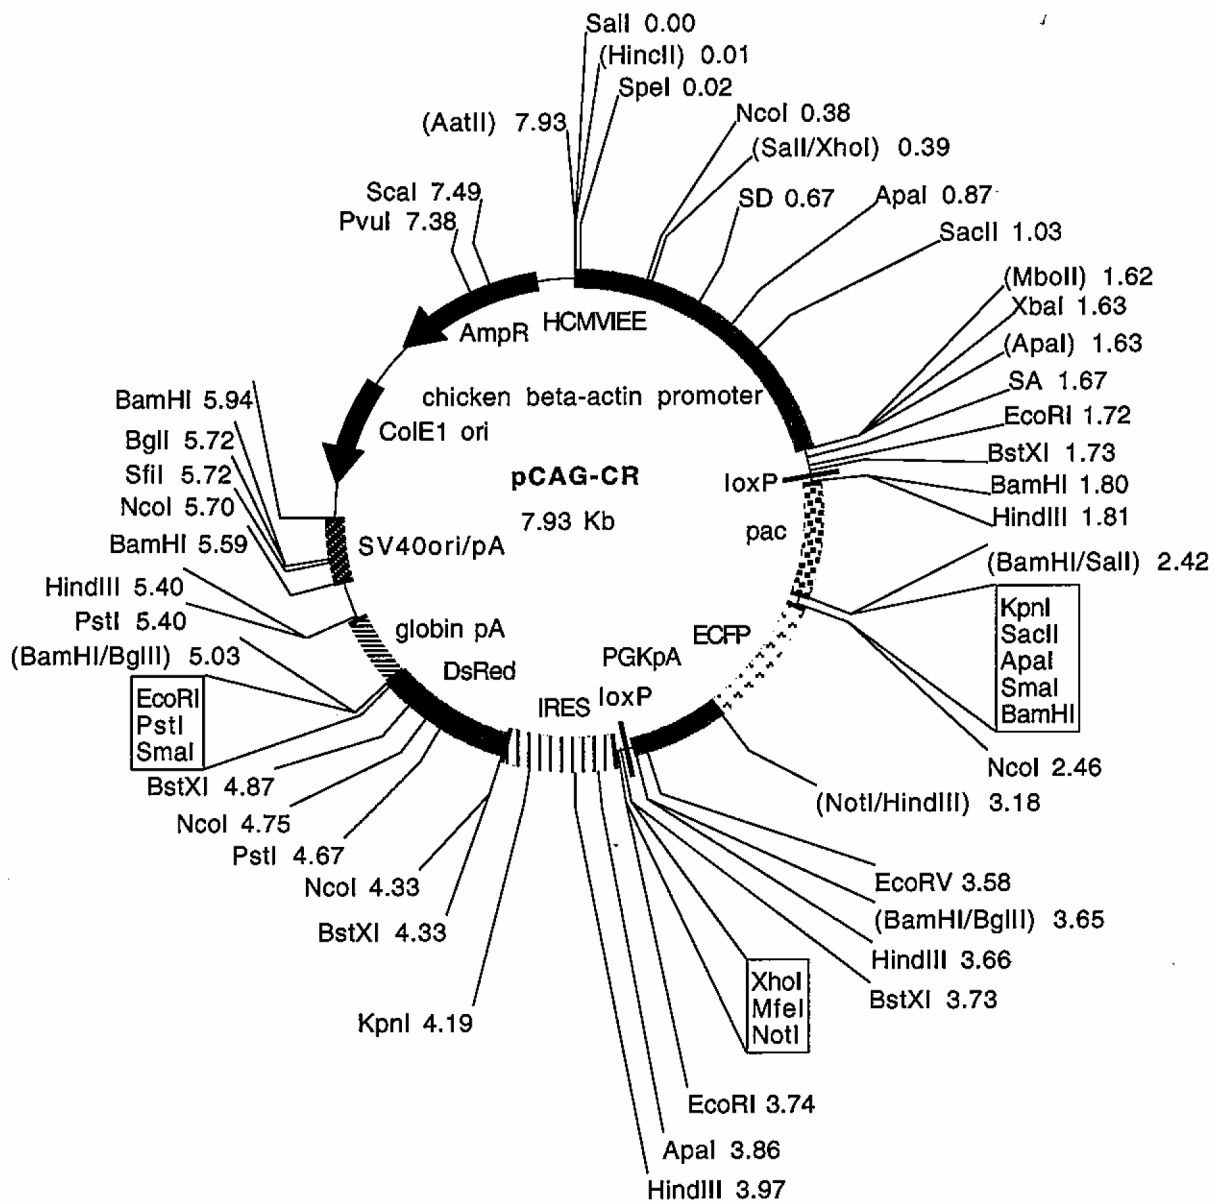 SalI 0.00
(HincII) 0.01
SpeI 0.02
(AatII) 7.93
NcoI 0.38
(SalI/XhoI) 0.39
ScaI 7.49
PvuI 7.38
SD 0.67
ApaI 0.87
SacII 1.03
(MboII) 1.62
XbaI 1.63
(ApaI) 1.63
SA 1.67
EcoRI 1.72
BstXI 1.73
BamHI 1.80
HindIII 1.81
AmpR
HCMVIEE
chicken beta-actin promoter
ColE1 ori
pCAG-CR
7.93 Kb
loxP
pac
BamHI 5.94
BglI 5.72
SfiI 5.72
NcoI 5.70
BamHI 5.59
HindIII 5.40
PstI 5.40
(BamHI/BglII) 5.03
EcoRI
PstI
SmaI
SV40ori/pA
globin pA
DsRed
IRES
loxP
PGKpA
ECFP
(BamHI/SalI) 2.42
KpnI
SacII
ApaI
SmaI
BamHI
NcoI 2.46
(NotI/HindIII) 3.18
BstXI 4.87
NcoI 4.75
PstI 4.67
NcoI 4.33
BstXI 4.33
KpnI 4.19
EcoRV 3.58
(BamHI/BglII) 3.65
HindIII 3.66
BstXI 3.73
XhoI
MfeI
NotI
EcoRI 3.74
ApaI 3.86
HindIII 3.97